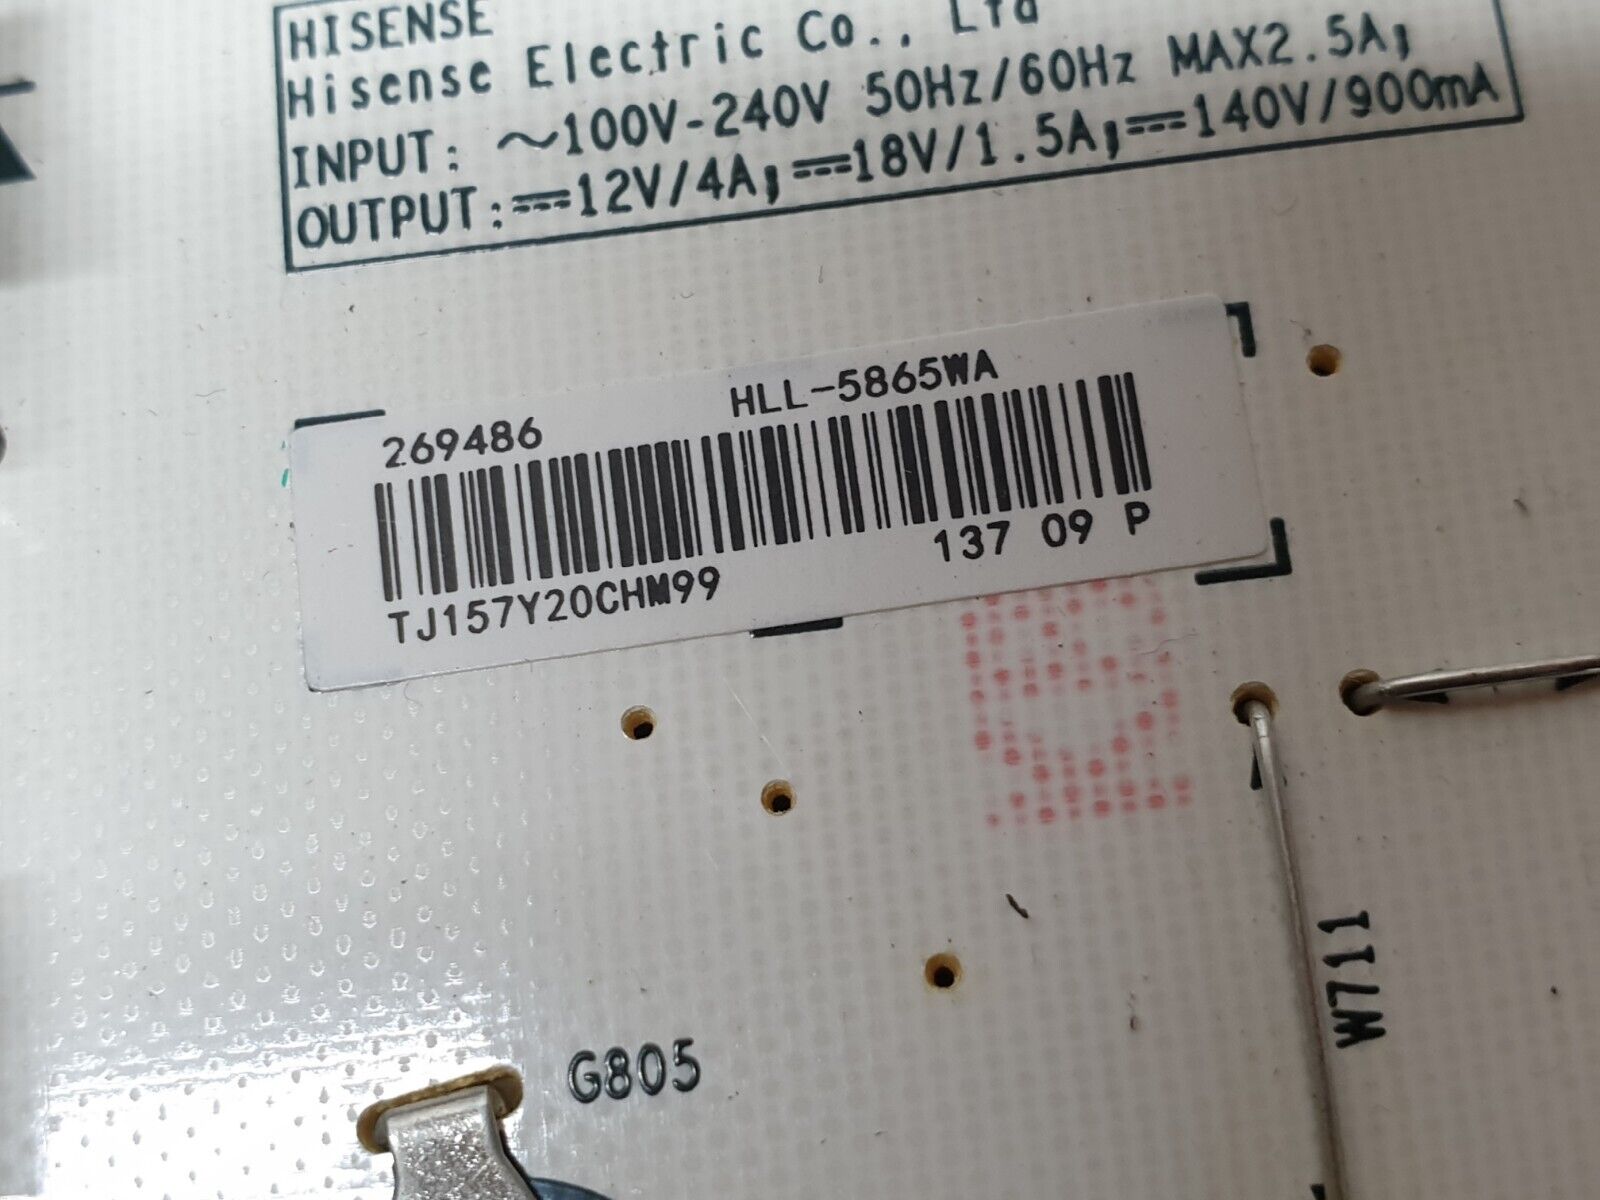 HISENSE
Hisense Electric Co., Ltd
INPUT: ~100V-240V 50Hz/60Hz MAX2.5A;
OUTPUT:⎓12V/4A;⎓18V/1.5A;⎓140V/900mA
269486 HLL-5865WA
TJ157Y20CHM99 137 09 P
W711
G805